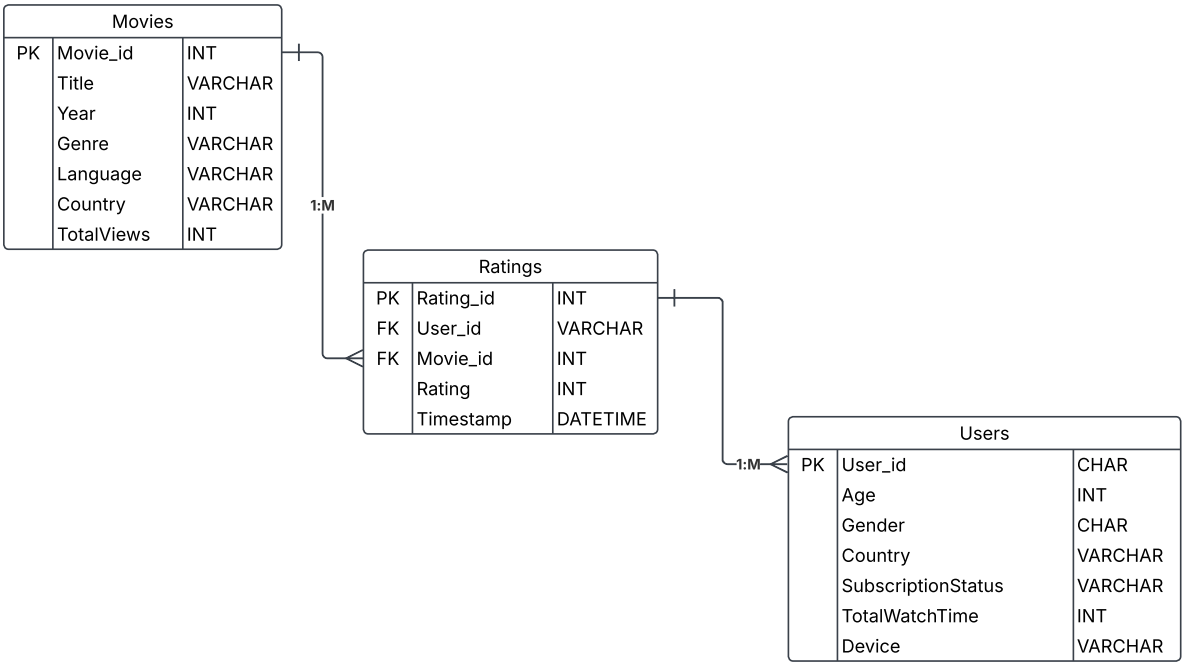 Movies
PK Movie_id INT
Title VARCHAR
Year INT
Genre VARCHAR
Language VARCHAR
Country VARCHAR
TotalViews INT
1:M
Ratings
PK Rating_id INT
FK User_id VARCHAR
FK Movie_id INT
Rating INT
Timestamp DATETIME
1:M
Users
PK User_id CHAR
Age INT
Gender CHAR
Country VARCHAR
SubscriptionStatus VARCHAR
TotalWatchTime INT
Device VARCHAR